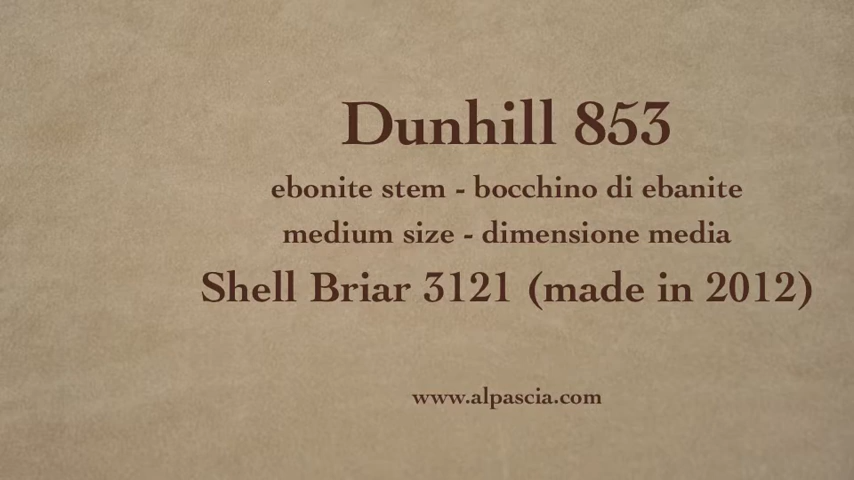 Dunhill 853
ebonite stem - bocchino di ebanite
medium size - dimensione media
Shell Briar 3121 (made in 2012)
www.alpascia.com